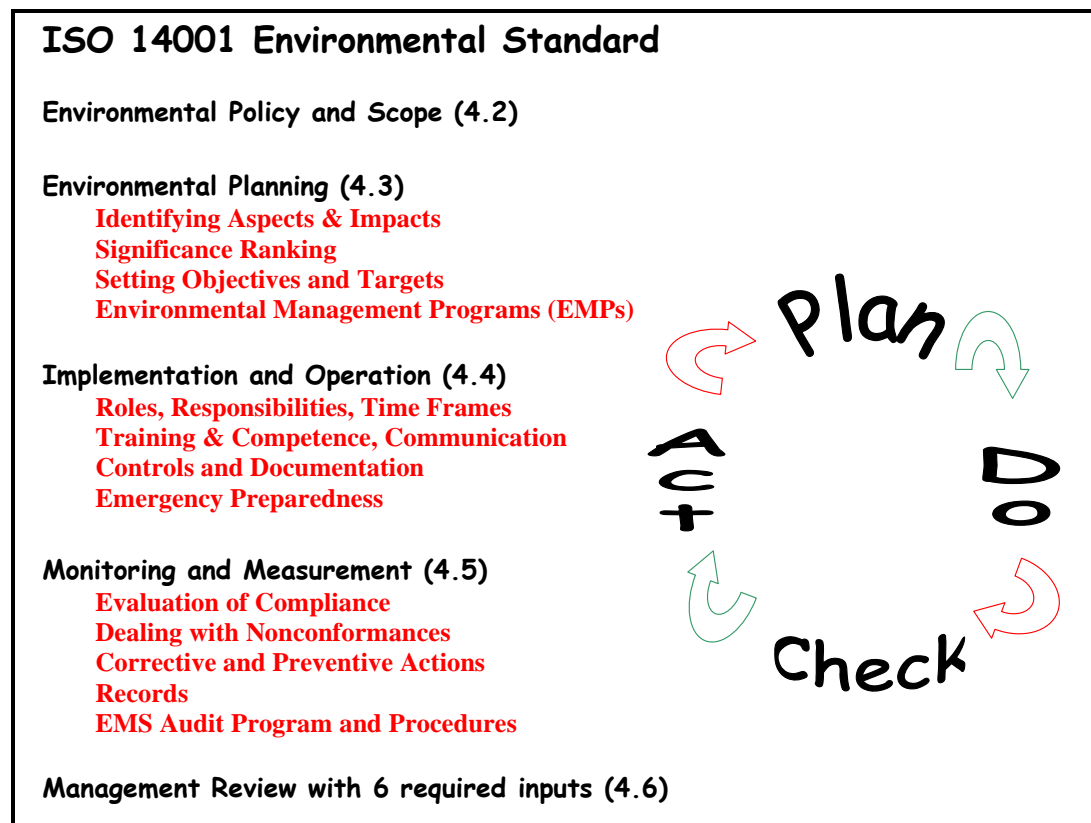 ISO 14001 Environmental Standard
Environmental Policy and Scope (4.2)
Environmental Planning (4.3)
Identifying Aspects & Impacts
Significance Ranking
Setting Objectives and Targets
Environmental Management Programs (EMPs)
Implementation and Operation (4.4)
Roles, Responsibilities, Time Frames
Training & Competence, Communication
Controls and Documentation
Emergency Preparedness
Monitoring and Measurement (4.5)
Evaluation of Compliance
Dealing with Nonconformances
Corrective and Preventive Actions
Records
EMS Audit Program and Procedures
Management Review with 6 required inputs (4.6)
Plan
Do
Check
Act